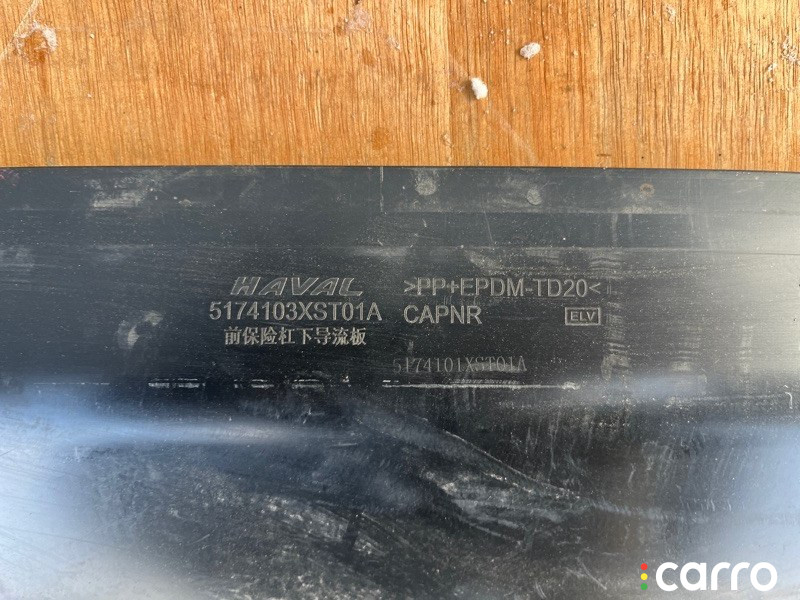 HAVAL >PP+EPDM-TD20<
5174103XST01A CAPNR ELV
前保险杠下导流板
5174101XST01A
carro